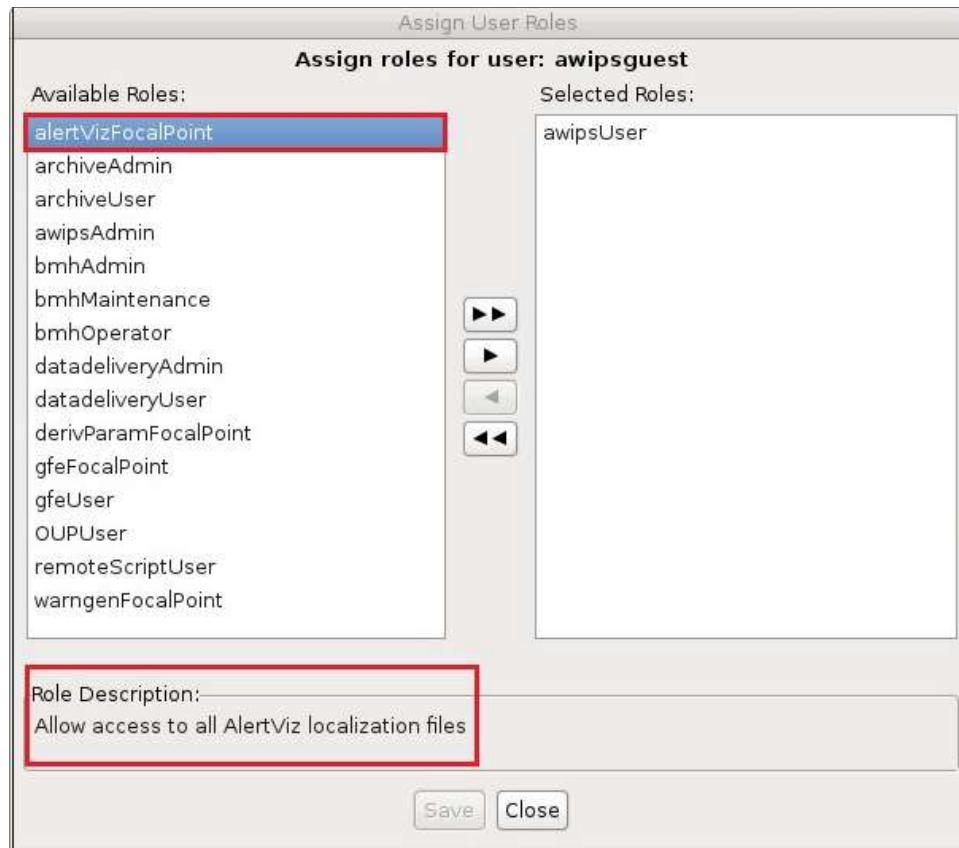 Assign User Roles
Assign roles for user: awipsguest
Available Roles:
alertVizFocalPoint
archiveAdmin
archiveUser
awipsAdmin
bmhAdmin
bmhMaintenance
bmhOperator
datadeliveryAdmin
datadeliveryUser
derivParamFocalPoint
gfeFocalPoint
gfeUser
OUPUser
remoteScriptUser
warngenFocalPoint
Selected Roles:
awipsUser
Role Description:
Allow access to all AlertViz localization files
Save
Close